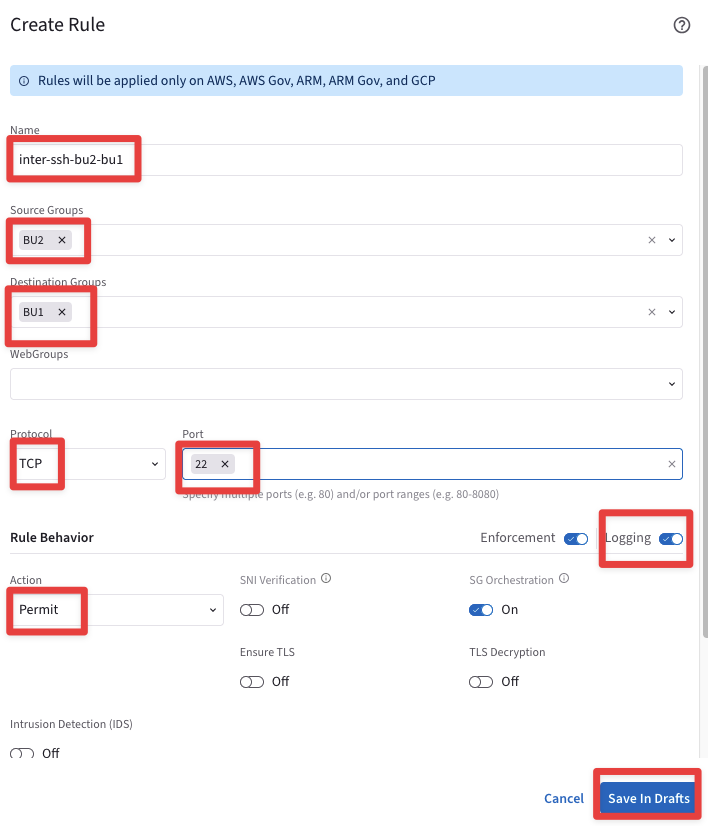 Create Rule
Rules will be applied only on AWS, AWS Gov, ARM, ARM Gov, and GCP
Name
inter-ssh-bu2-bu1
Source Groups
BU2
Destination Groups
BU1
WebGroups
Protocol Port
TCP 22
Specify multiple ports (e.g. 80) and/or port ranges (e.g. 80-8080)
Rule Behavior Enforcement Logging
Action SNI Verification SG Orchestration
Permit Off On
Ensure TLS TLS Decryption
Off Off
Intrusion Detection (IDS)
Off
Cancel Save In Drafts